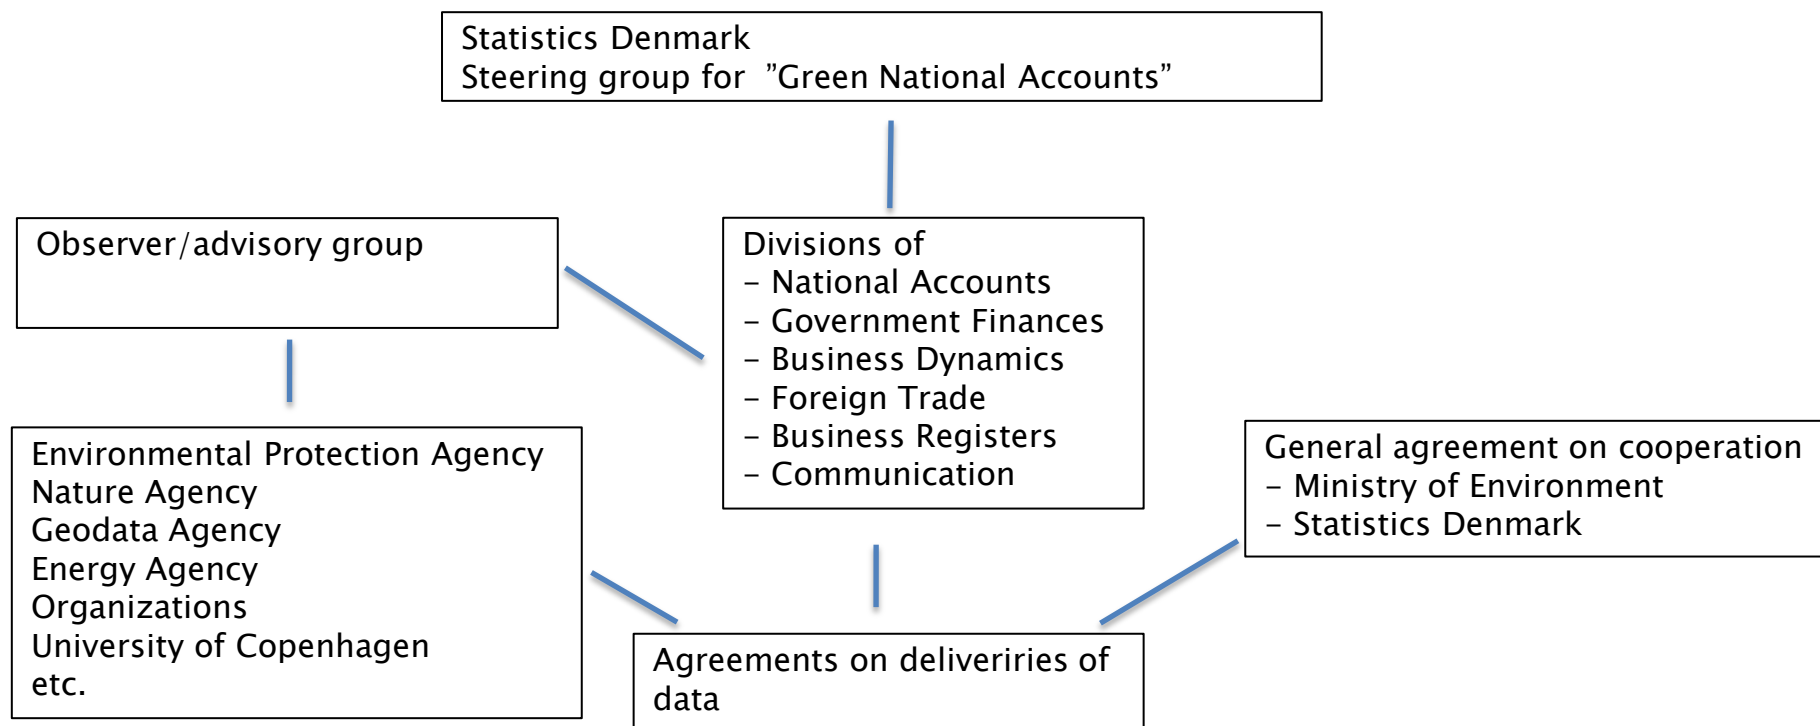 Statistics Denmark
Steering group for ”Green National Accounts”
Observer/advisory group
Divisions of
– National Accounts
– Government Finances
– Business Dynamics
– Foreign Trade
– Business Registers
– Communication
Environmental Protection Agency
Nature Agency
Geodata Agency
Energy Agency
Organizations
University of Copenhagen
etc.
General agreement on cooperation
– Ministry of Environment
– Statistics Denmark
Agreements on deliveriries of
data